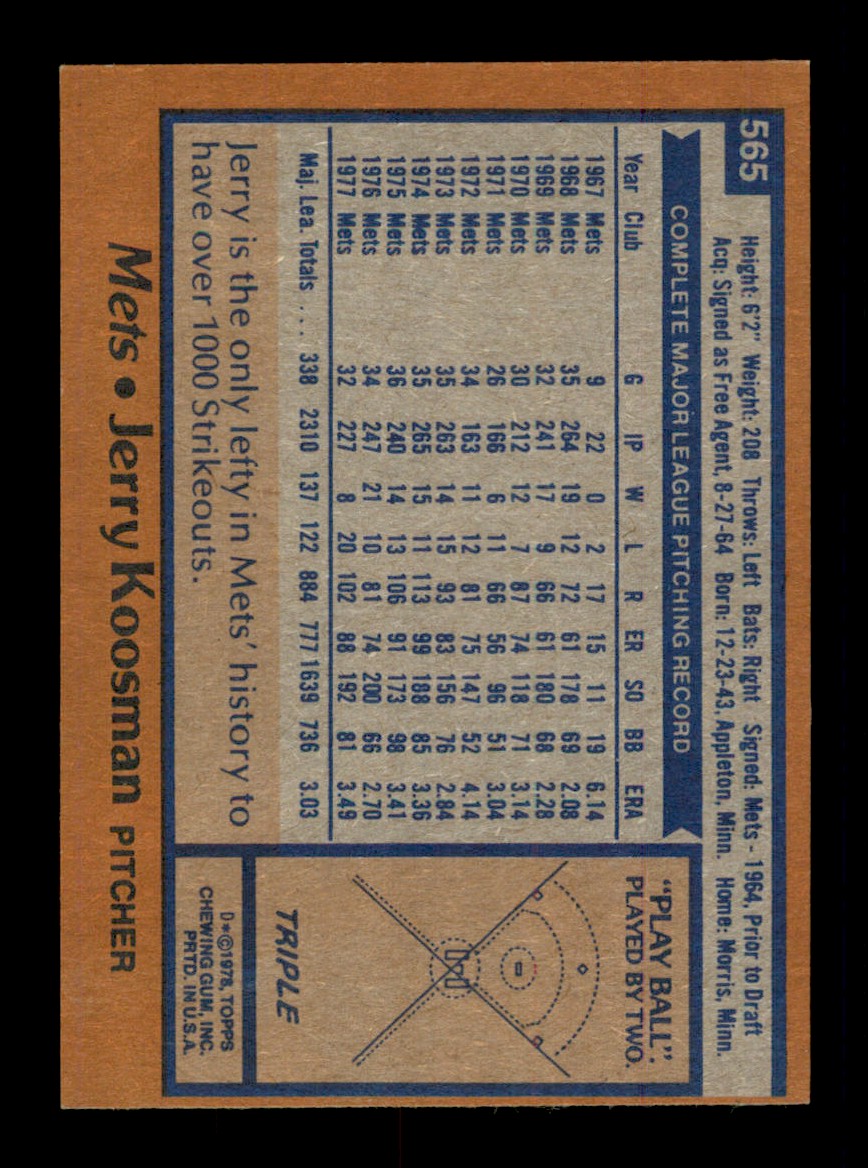 565
Height: 6'2" Weight: 208 Throws: Left Bats: Right Signed: Mets - 1964, Prior to Draft
Acq: Signed as Free Agent, 8-27-64 Born: 12-23-43, Appleton, Minn. Home: Morris, Minn.
COMPLETE MAJOR LEAGUE PITCHING RECORD
Year Club G IP W L R ER SO BB ERA
1967 Mets 9 22 0 2 17 15 11 19 6.14
1968 Mets 35 264 19 12 72 61 178 69 2.08
1969 Mets 32 241 17 9 66 61 180 68 2.28
1970 Mets 30 212 12 7 87 74 118 71 3.14
1971 Mets 26 166 6 11 66 56 96 51 3.04
1972 Mets 34 163 11 12 81 75 147 52 4.14
1973 Mets 35 263 14 15 93 83 156 76 2.84
1974 Mets 35 265 15 11 113 99 188 85 3.36
1975 Mets 36 240 14 13 106 91 173 98 3.41
1976 Mets 34 247 21 10 81 74 200 66 2.70
1977 Mets 32 227 8 20 102 88 192 81 3.49
Maj. Lea. Totals ... 338 2310 137 122 884 777 1639 736 3.03
Jerry is the only lefty in Mets' history to
have over 1000 Strikeouts.
"PLAY BALL":
PLAYED BY TWO.
TRIPLE
D*©1978, TOPPS
CHEWING GUM, INC.
PRTD. IN U.S.A.
Mets • Jerry Koosman PITCHER